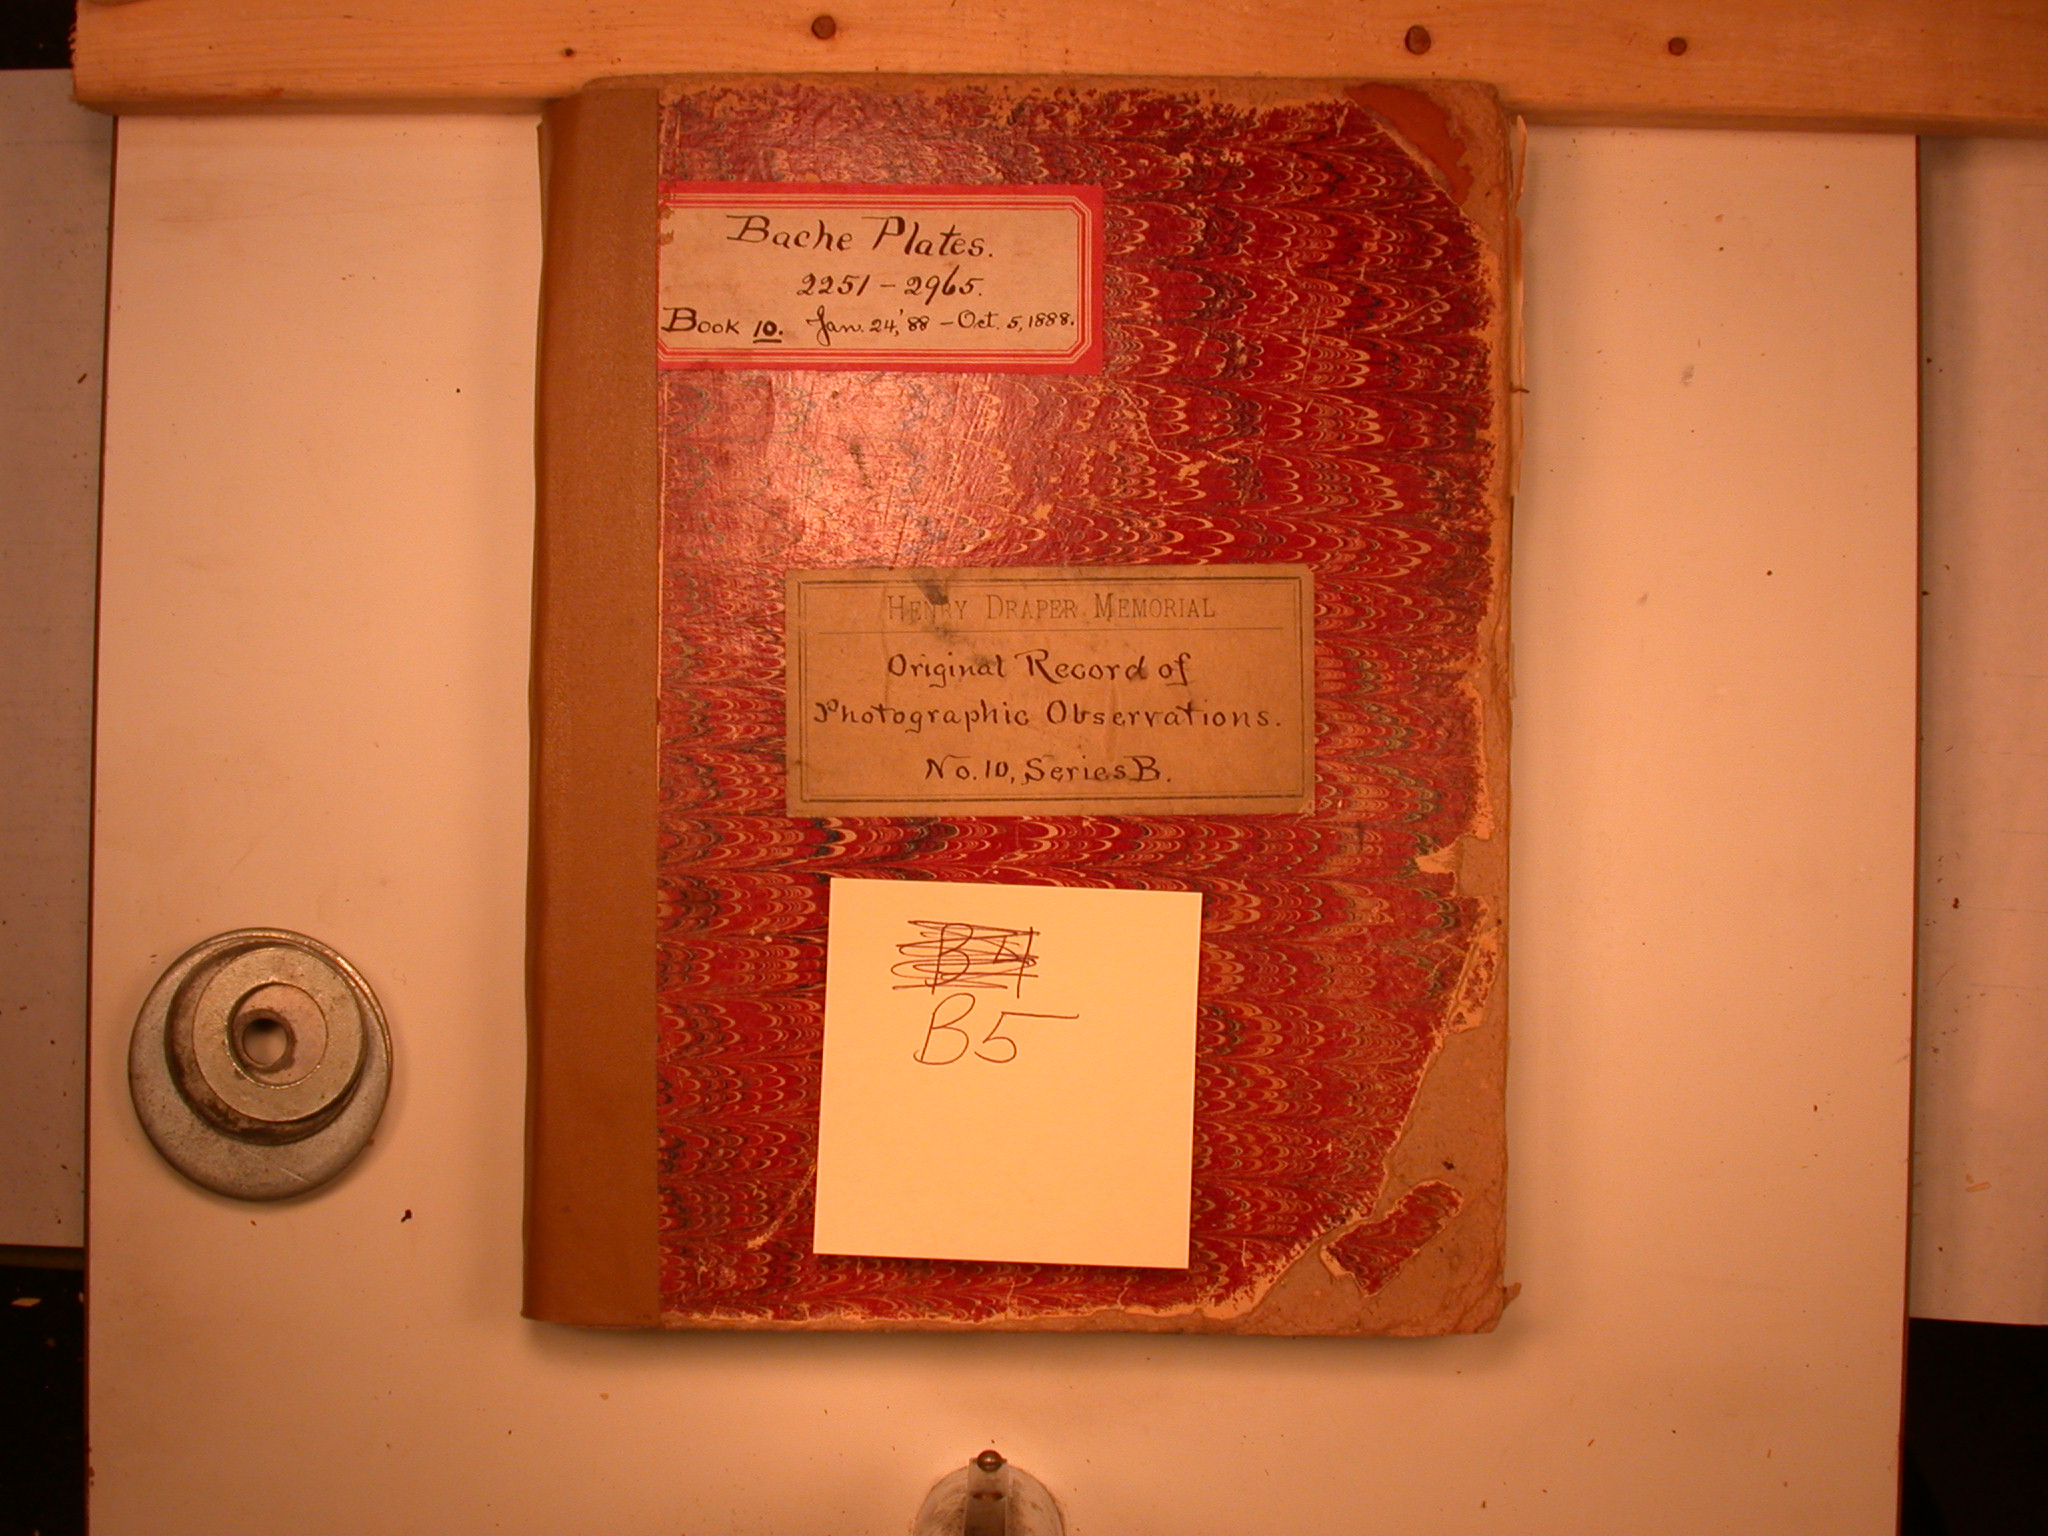 Bache Plates.
2251 – 2965.
Book 10. Jan. 24,'88 – Oct. 5, 1888.
HENRY DRAPER MEMORIAL
Original Record of
Photographic Observations.
No. 10, Series B.
B4
B5